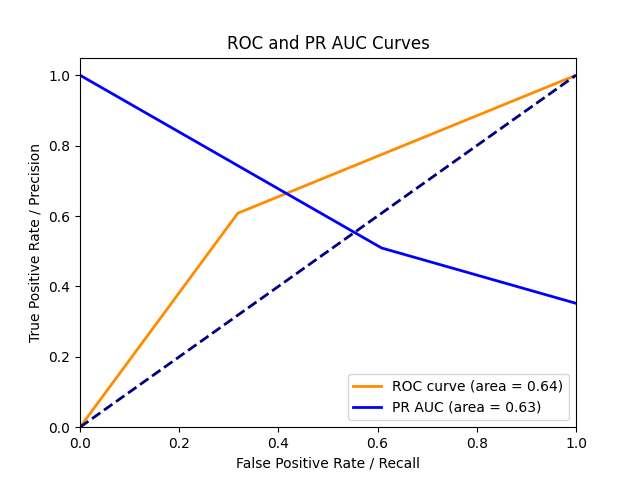 ROC and PR AUC Curves
True Positive Rate / Precision
1.0
0.8
0.6
0.4
0.2
0.0
0.0 0.2 0.4 0.6 0.8 1.0
ROC curve (area = 0.64)
PR AUC (area = 0.63)
False Positive Rate / Recall